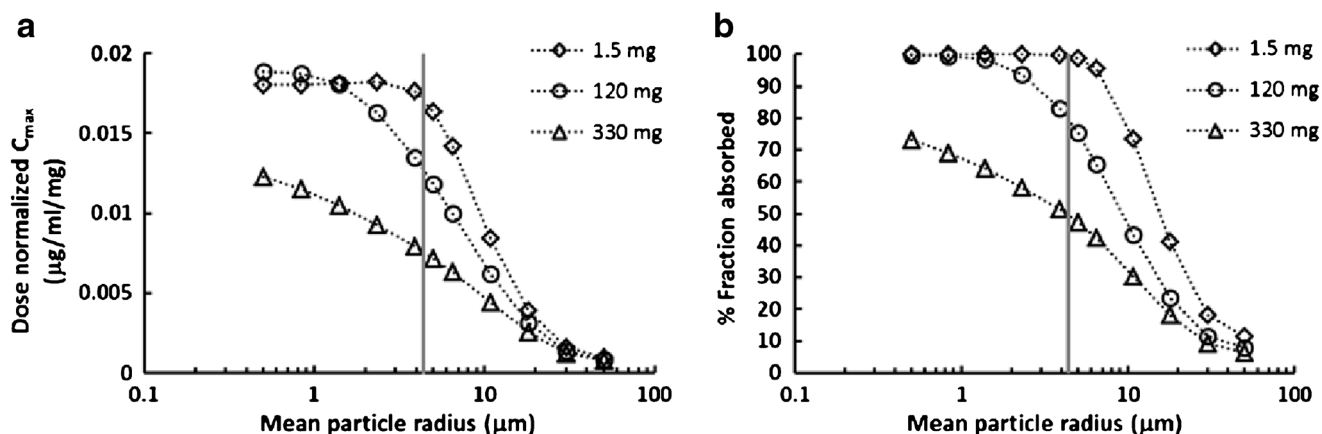 a
0.02
0.015
0.01
0.005
0
0.1
1
10
100
Dose normalized Cmax
(µg/ml/mg)
Mean particle radius (µm)
1.5 mg
120 mg
330 mg
b
100
90
80
70
60
50
40
30
20
10
0
0.1
1
10
100
% Fraction absorbed
Mean particle radius (µm)
1.5 mg
120 mg
330 mg